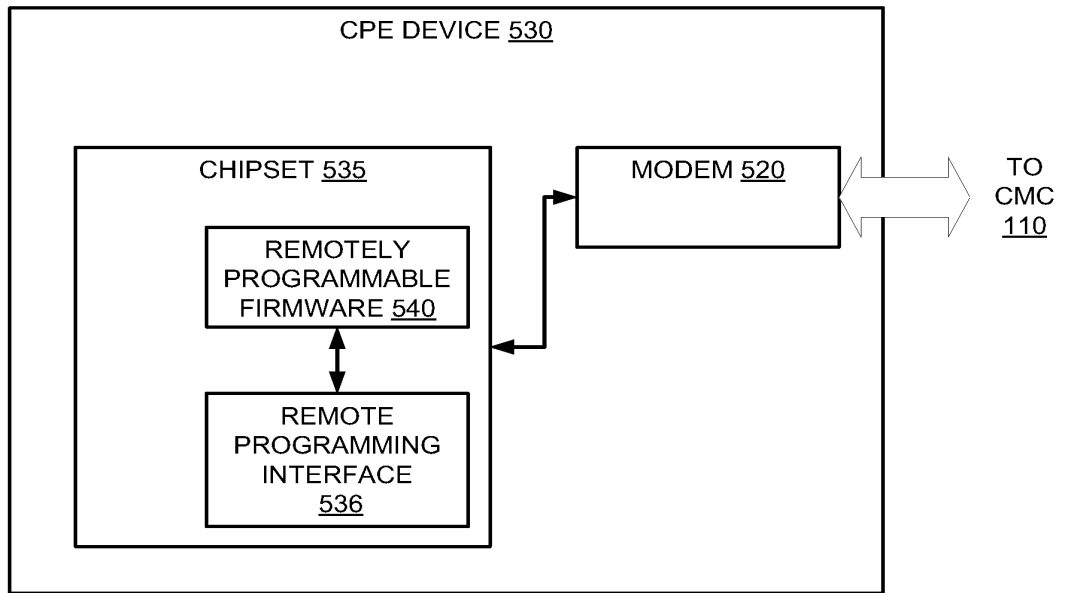 CPE DEVICE 530
CHIPSET 535
REMOTELY
PROGRAMMABLE
FIRMWARE 540
REMOTE
PROGRAMMING
INTERFACE
536
MODEM 520
TO
CMC
110